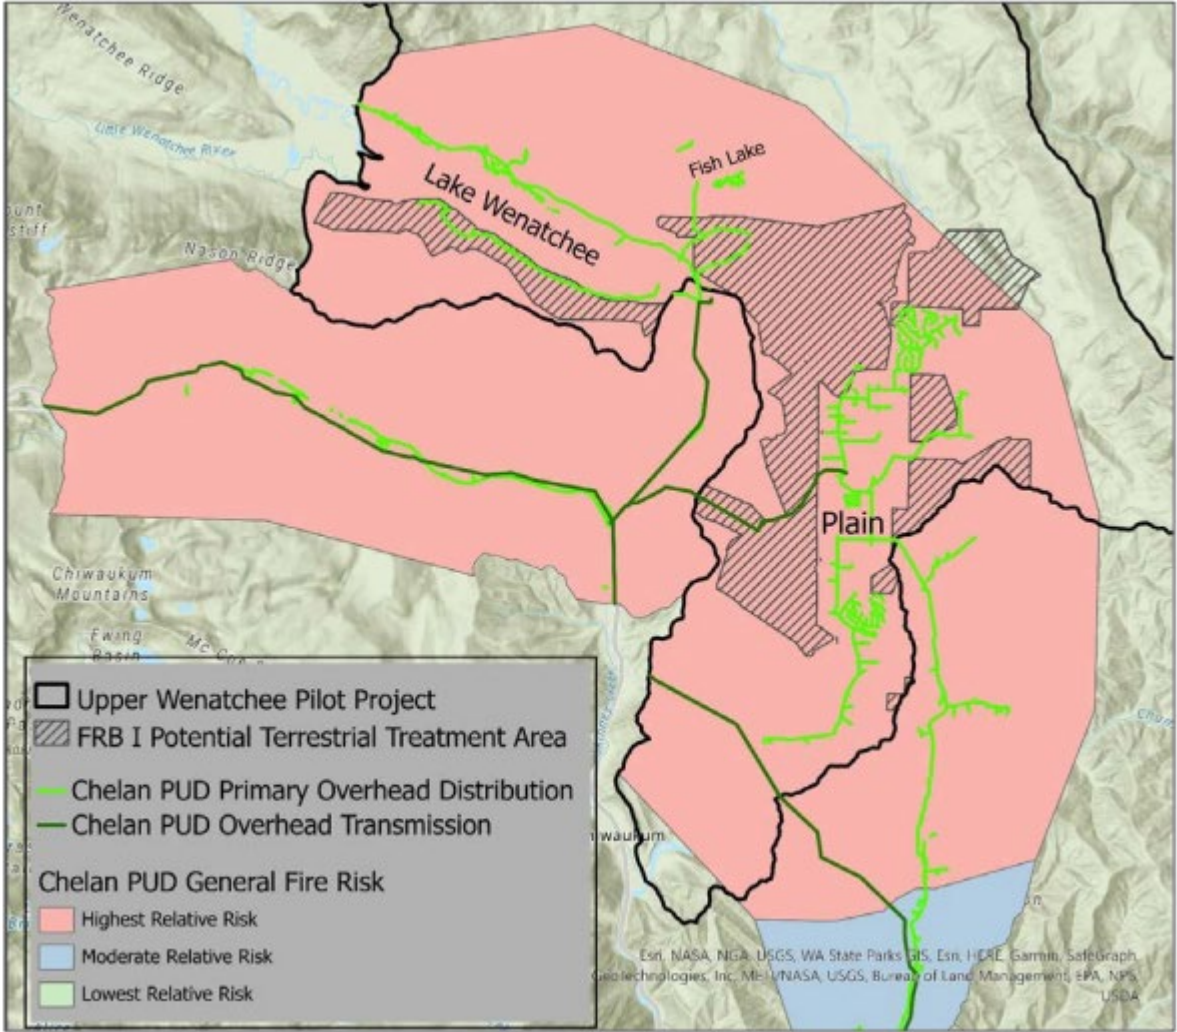 Wenatchee Ridge
Little Wenatchee River
Fish Lake
Lake Wenatchee
Nason Ridge
Plain
Chiwaukum
Mountains
Ewing
Basin
Upper Wenatchee Pilot Project
FRB I Potential Terrestrial Treatment Area
Chelan PUD Primary Overhead Distribution
Chelan PUD Overhead Transmission
Chelan PUD General Fire Risk
Highest Relative Risk
Moderate Relative Risk
Lowest Relative Risk
Esri, NASA, NGA, USGS, WA State Parks GIS, Esri, HERE, Garmin, SafeGraph,
GeoTechnologies, Inc, METI/NASA, USGS, Bureau of Land Management, EPA, NPS,
USDA